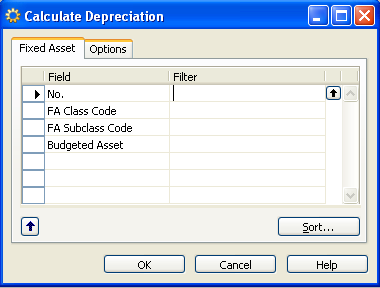 Calculate Depreciation
Fixed Asset Options
Field Filter
No.
FA Class Code
FA Subclass Code
Budgeted Asset
Sort...
OK Cancel Help